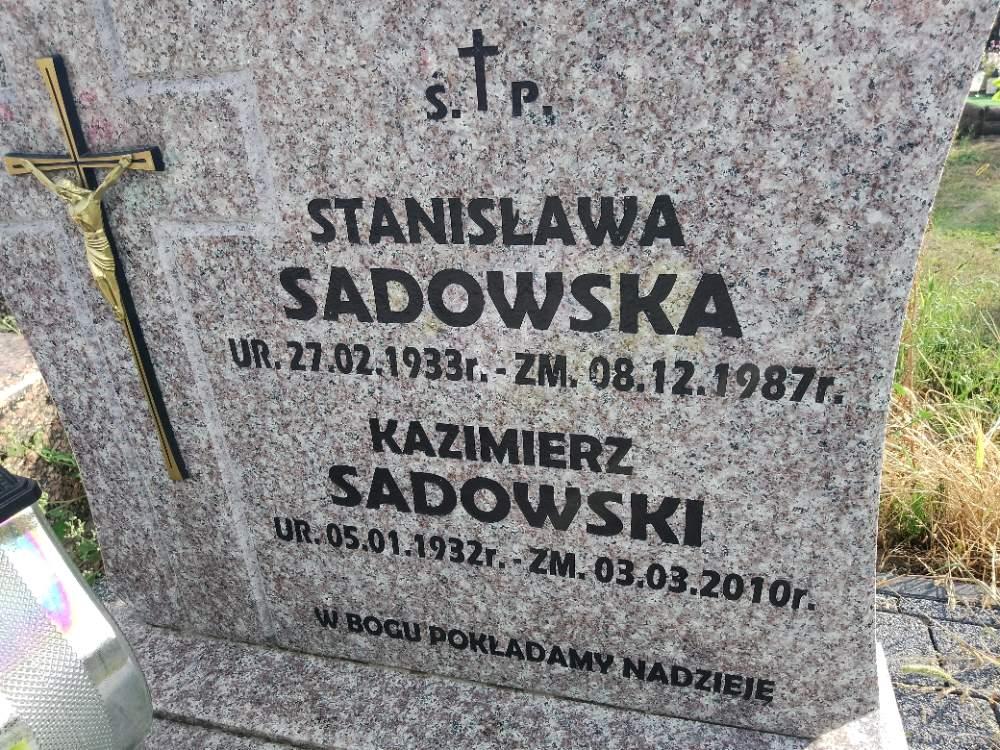 Ś. P.
STANISŁAWA
SADOWSKA
UR. 27.02.1933r. - ZM. 08.12.1987r.
KAZIMIERZ
SADOWSKI
UR. 05.01.1932r. - ZM. 03.03.2010r.
W BOGU POKŁADAMY NADZIEJĘ